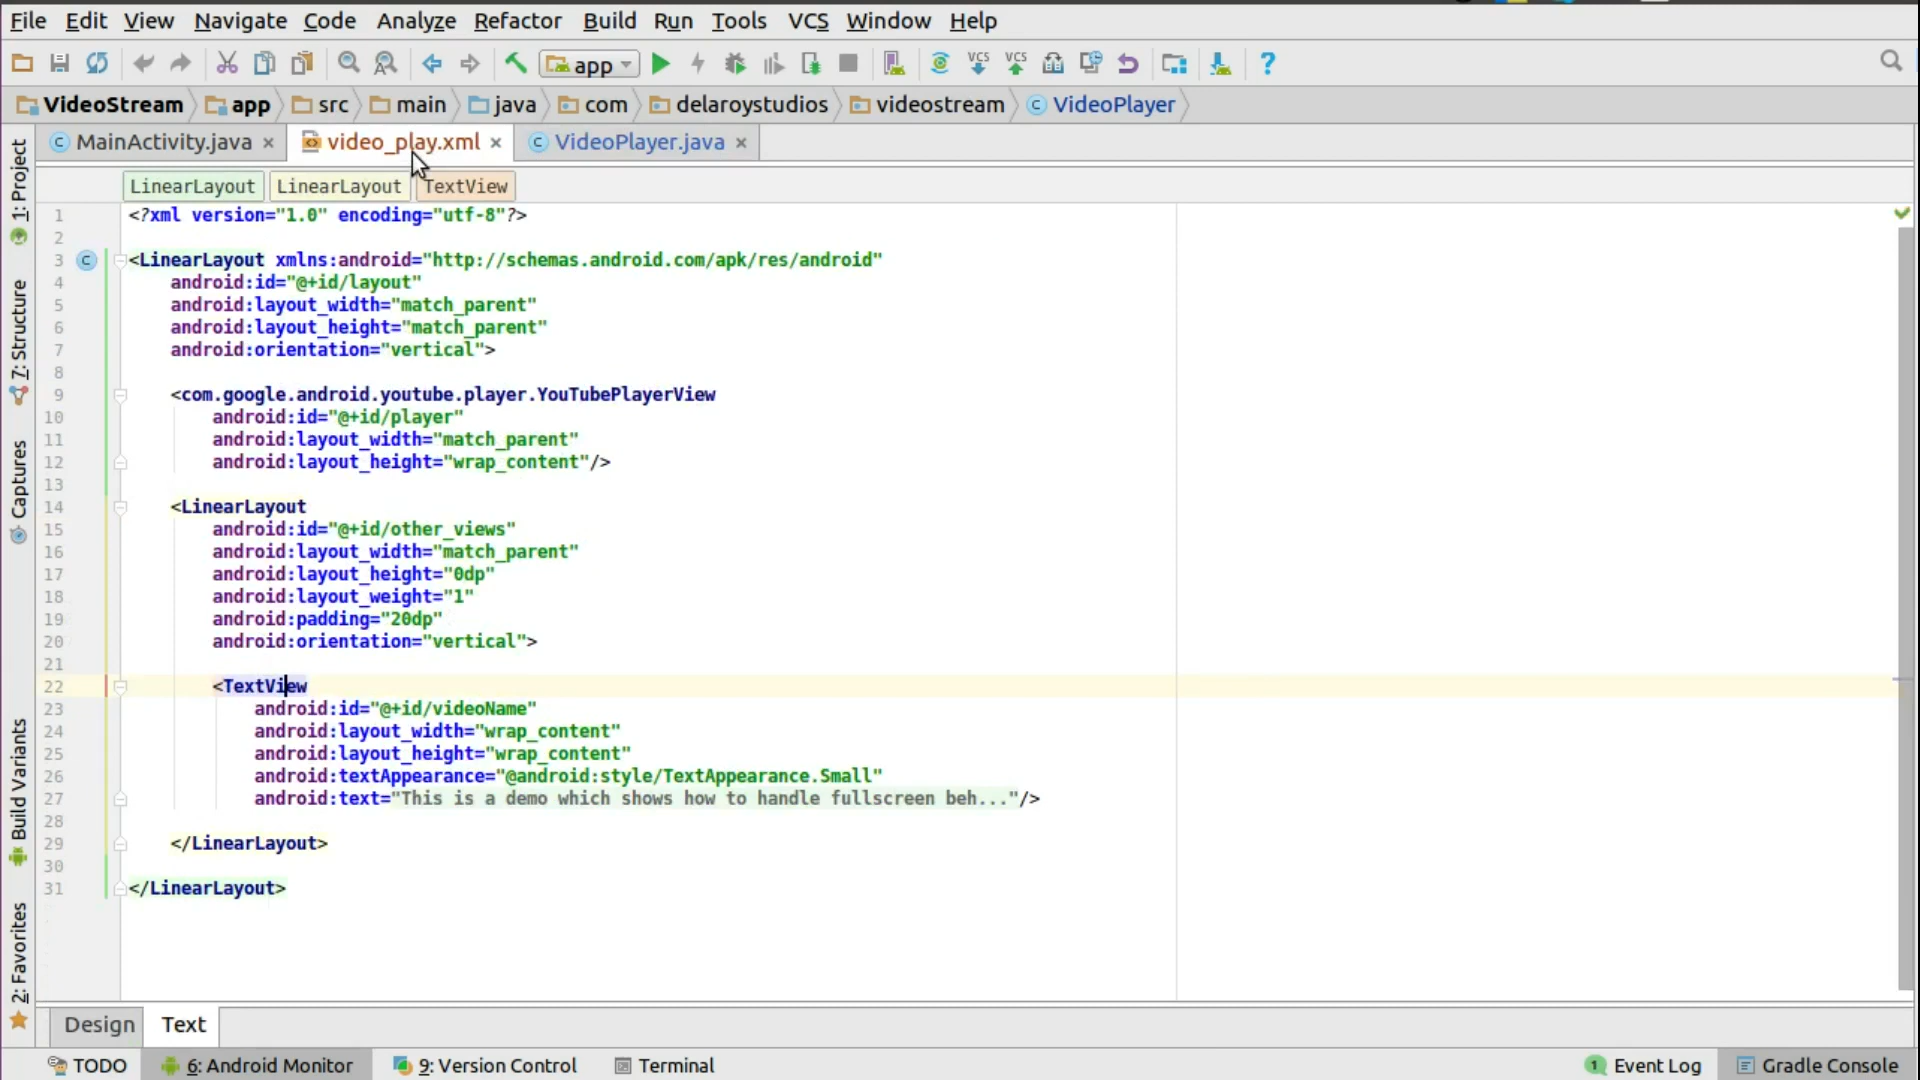 File Edit View Navigate Code Analyze Refactor Build Run Tools VCS Window Help
app VCS VCS ?
VideoStream app src main java com delaroystudios videostream C VideoPlayer
C MainActivity.java × video_play.xml × C VideoPlayer.java ×
LinearLayout LinearLayout TextView
1 <?xml version="1.0" encoding="utf-8"?>
2
3 C <LinearLayout xmlns:android="http://schemas.android.com/apk/res/android"
4 android:id="@+id/layout"
5 android:layout_width="match_parent"
6 android:layout_height="match_parent"
7 android:orientation="vertical">
8
9 <com.google.android.youtube.player.YouTubePlayerView
10 android:id="@+id/player"
11 android:layout_width="match_parent"
12 android:layout_height="wrap_content"/>
13
14 <LinearLayout
15 android:id="@+id/other_views"
16 android:layout_width="match_parent"
17 android:layout_height="0dp"
18 android:layout_weight="1"
19 android:padding="20dp"
20 android:orientation="vertical">
21
22 <TextView
23 android:id="@+id/videoName"
24 android:layout_width="wrap_content"
25 android:layout_height="wrap_content"
26 android:textAppearance="@android:style/TextAppearance.Small"
27 android:text="This is a demo which shows how to handle fullscreen beh..."/>
28
29 </LinearLayout>
30
31 </LinearLayout>
1: Project
7: Structure
Captures
Build Variants
2: Favorites
Design Text
TODO 6: Android Monitor 9: Version Control Terminal 1 Event Log Gradle Console